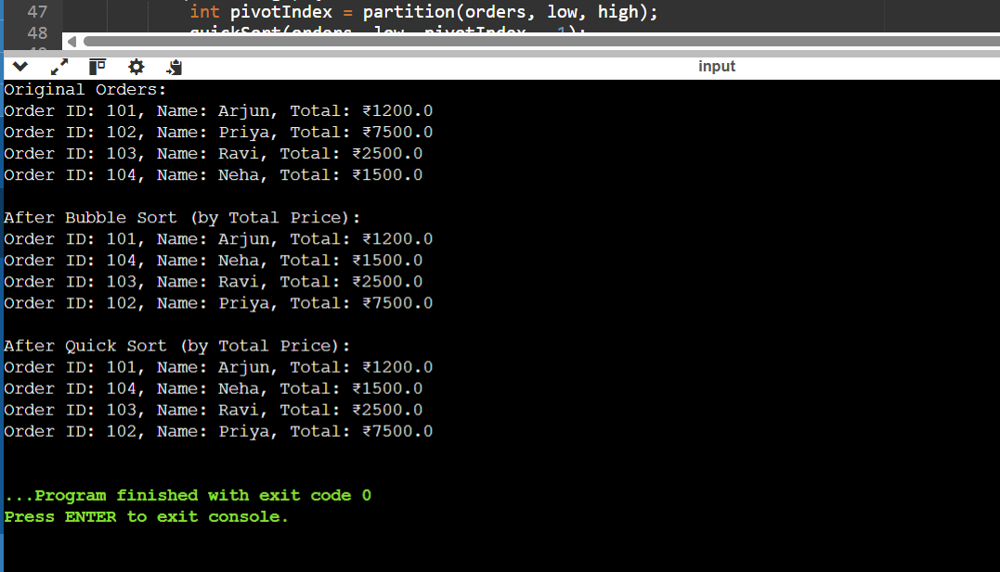 47 int pivotIndex = partition(orders, low, high);
48 quickSort(orders, low, pivotIndex - 1);
input
Original Orders:
Order ID: 101, Name: Arjun, Total: ₹1200.0
Order ID: 102, Name: Priya, Total: ₹7500.0
Order ID: 103, Name: Ravi, Total: ₹2500.0
Order ID: 104, Name: Neha, Total: ₹1500.0

After Bubble Sort (by Total Price):
Order ID: 101, Name: Arjun, Total: ₹1200.0
Order ID: 104, Name: Neha, Total: ₹1500.0
Order ID: 103, Name: Ravi, Total: ₹2500.0
Order ID: 102, Name: Priya, Total: ₹7500.0

After Quick Sort (by Total Price):
Order ID: 101, Name: Arjun, Total: ₹1200.0
Order ID: 104, Name: Neha, Total: ₹1500.0
Order ID: 103, Name: Ravi, Total: ₹2500.0
Order ID: 102, Name: Priya, Total: ₹7500.0

...Program finished with exit code 0
Press ENTER to exit console.